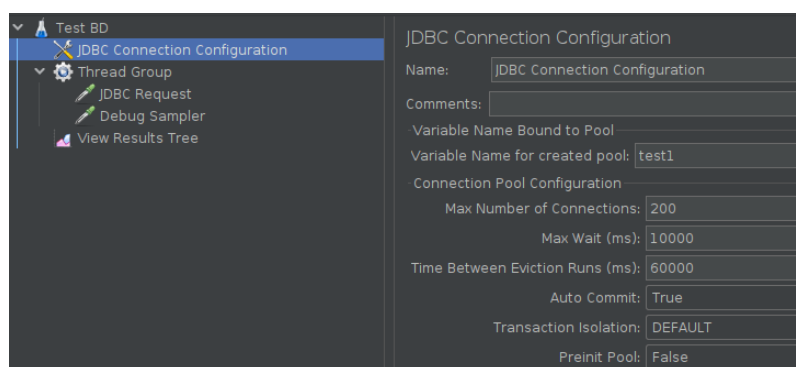 Test BD
JDBC Connection Configuration
Thread Group
JDBC Request
Debug Sampler
View Results Tree
JDBC Connection Configuration
Name: JDBC Connection Configuration
Comments:
Variable Name Bound to Pool
Variable Name for created pool: test1
Connection Pool Configuration
Max Number of Connections: 200
Max Wait (ms): 10000
Time Between Eviction Runs (ms): 60000
Auto Commit: True
Transaction Isolation: DEFAULT
Preinit Pool: False